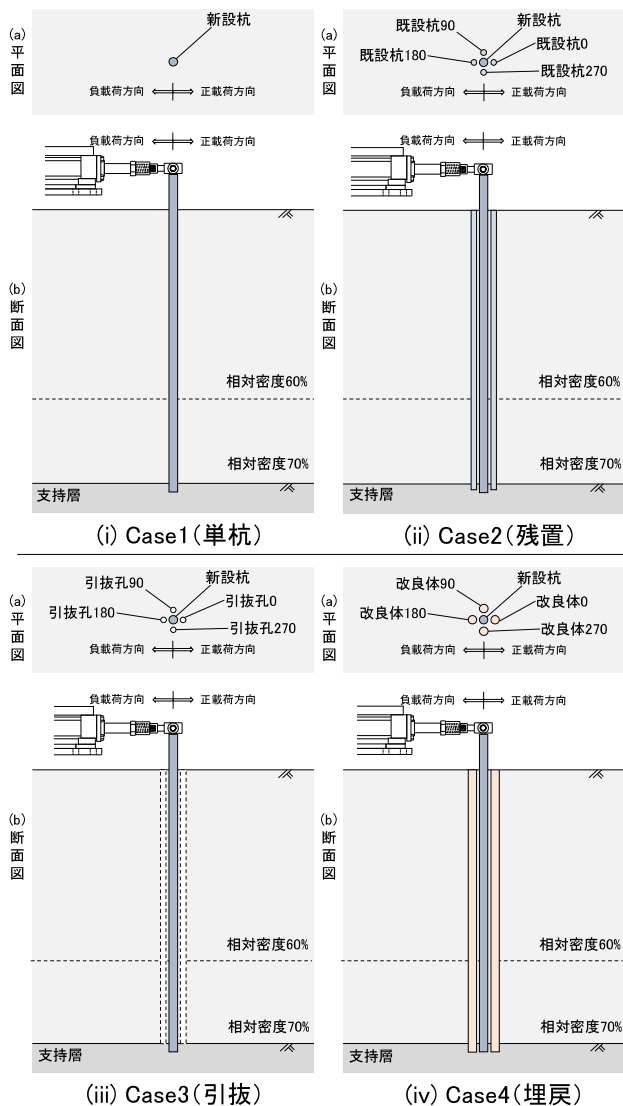 (a)平面図
新設杭
負載荷方向 正載荷方向
(b)断面図
負載荷方向 正載荷方向
相対密度60%
相対密度70%
支持層
(i) Case1(単杭)
(a)平面図
既設杭90
新設杭
既設杭180
既設杭0
既設杭270
負載荷方向 正載荷方向
(b)断面図
負載荷方向 正載荷方向
相対密度60%
相対密度70%
支持層
(ii) Case2(残置)
(a)平面図
引抜孔90
新設杭
引抜孔180
引抜孔0
引抜孔270
負載荷方向 正載荷方向
(b)断面図
負載荷方向 正載荷方向
相対密度60%
相対密度70%
支持層
(iii) Case3(引抜)
(a)平面図
改良体90
新設杭
改良体180
改良体0
改良体270
負載荷方向 正載荷方向
(b)断面図
負載荷方向 正載荷方向
相対密度60%
相対密度70%
支持層
(iv) Case4(埋戻)